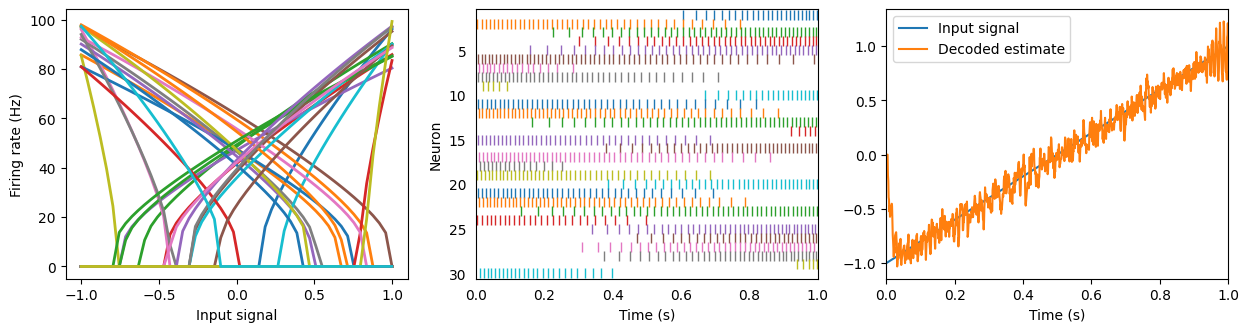 100
80
60
40
20
0
Firing rate (Hz)
−1.0 −0.5 0.0 0.5 1.0
Input signal
5
10
15
20
25
30
Neuron
0.0 0.2 0.4 0.6 0.8 1.0
Time (s)
Input signal
Decoded estimate
1.0
0.5
0.0
−0.5
−1.0
0.0 0.2 0.4 0.6 0.8 1.0
Time (s)